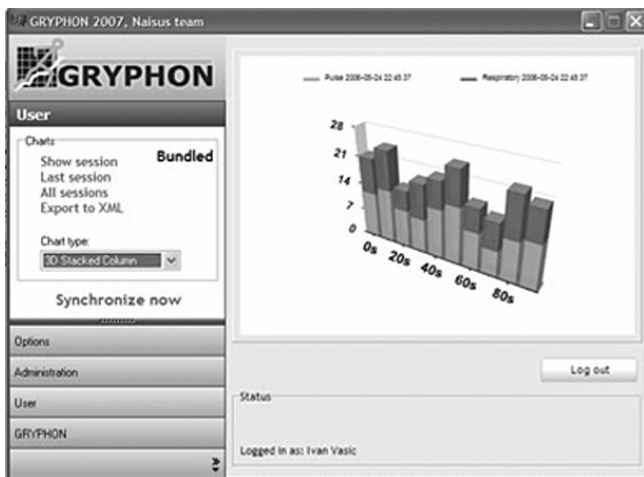 GRYPHON 2007, Naisus team
GRYPHON
User
Charts
Show session
Bundled
Last session
All sessions
Export to XML
Chart type:
3D Stacked Column
Synchronize now
Options
Administration
User
GRYPHON
Pulse 2006-05-24 22:45:37
Respiratory 2006-05-24 22:45:37
28
21
14
7
0
0s
20s
40s
60s
80s
Log out
Status
Logged in as: Ivan Vasic